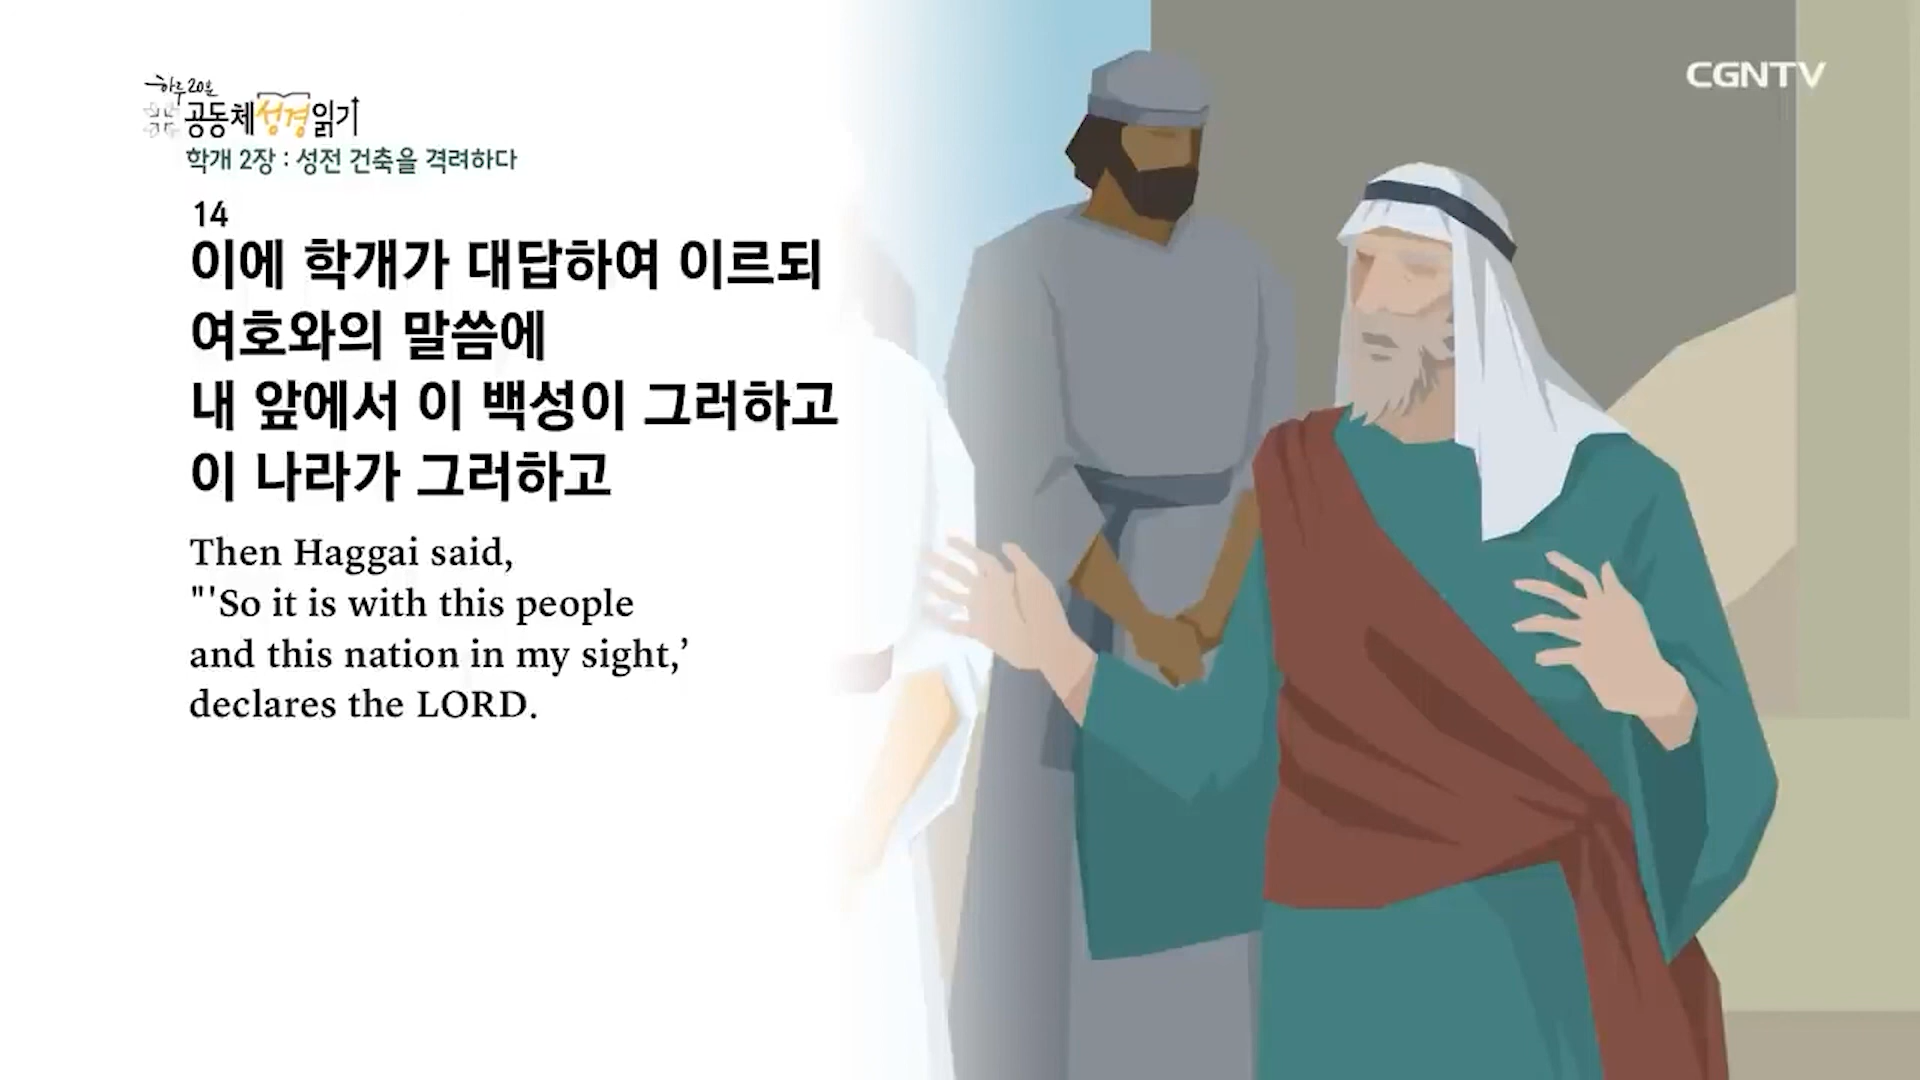 하루 20분
공동체성경읽기
CGNTV
학개 2장 : 성전 건축을 격려하다
14
이에 학개가 대답하여 이르되
여호와의 말씀에
내 앞에서 이 백성이 그러하고
이 나라가 그러하고
Then Haggai said,
"'So it is with this people
and this nation in my sight,’
declares the LORD.